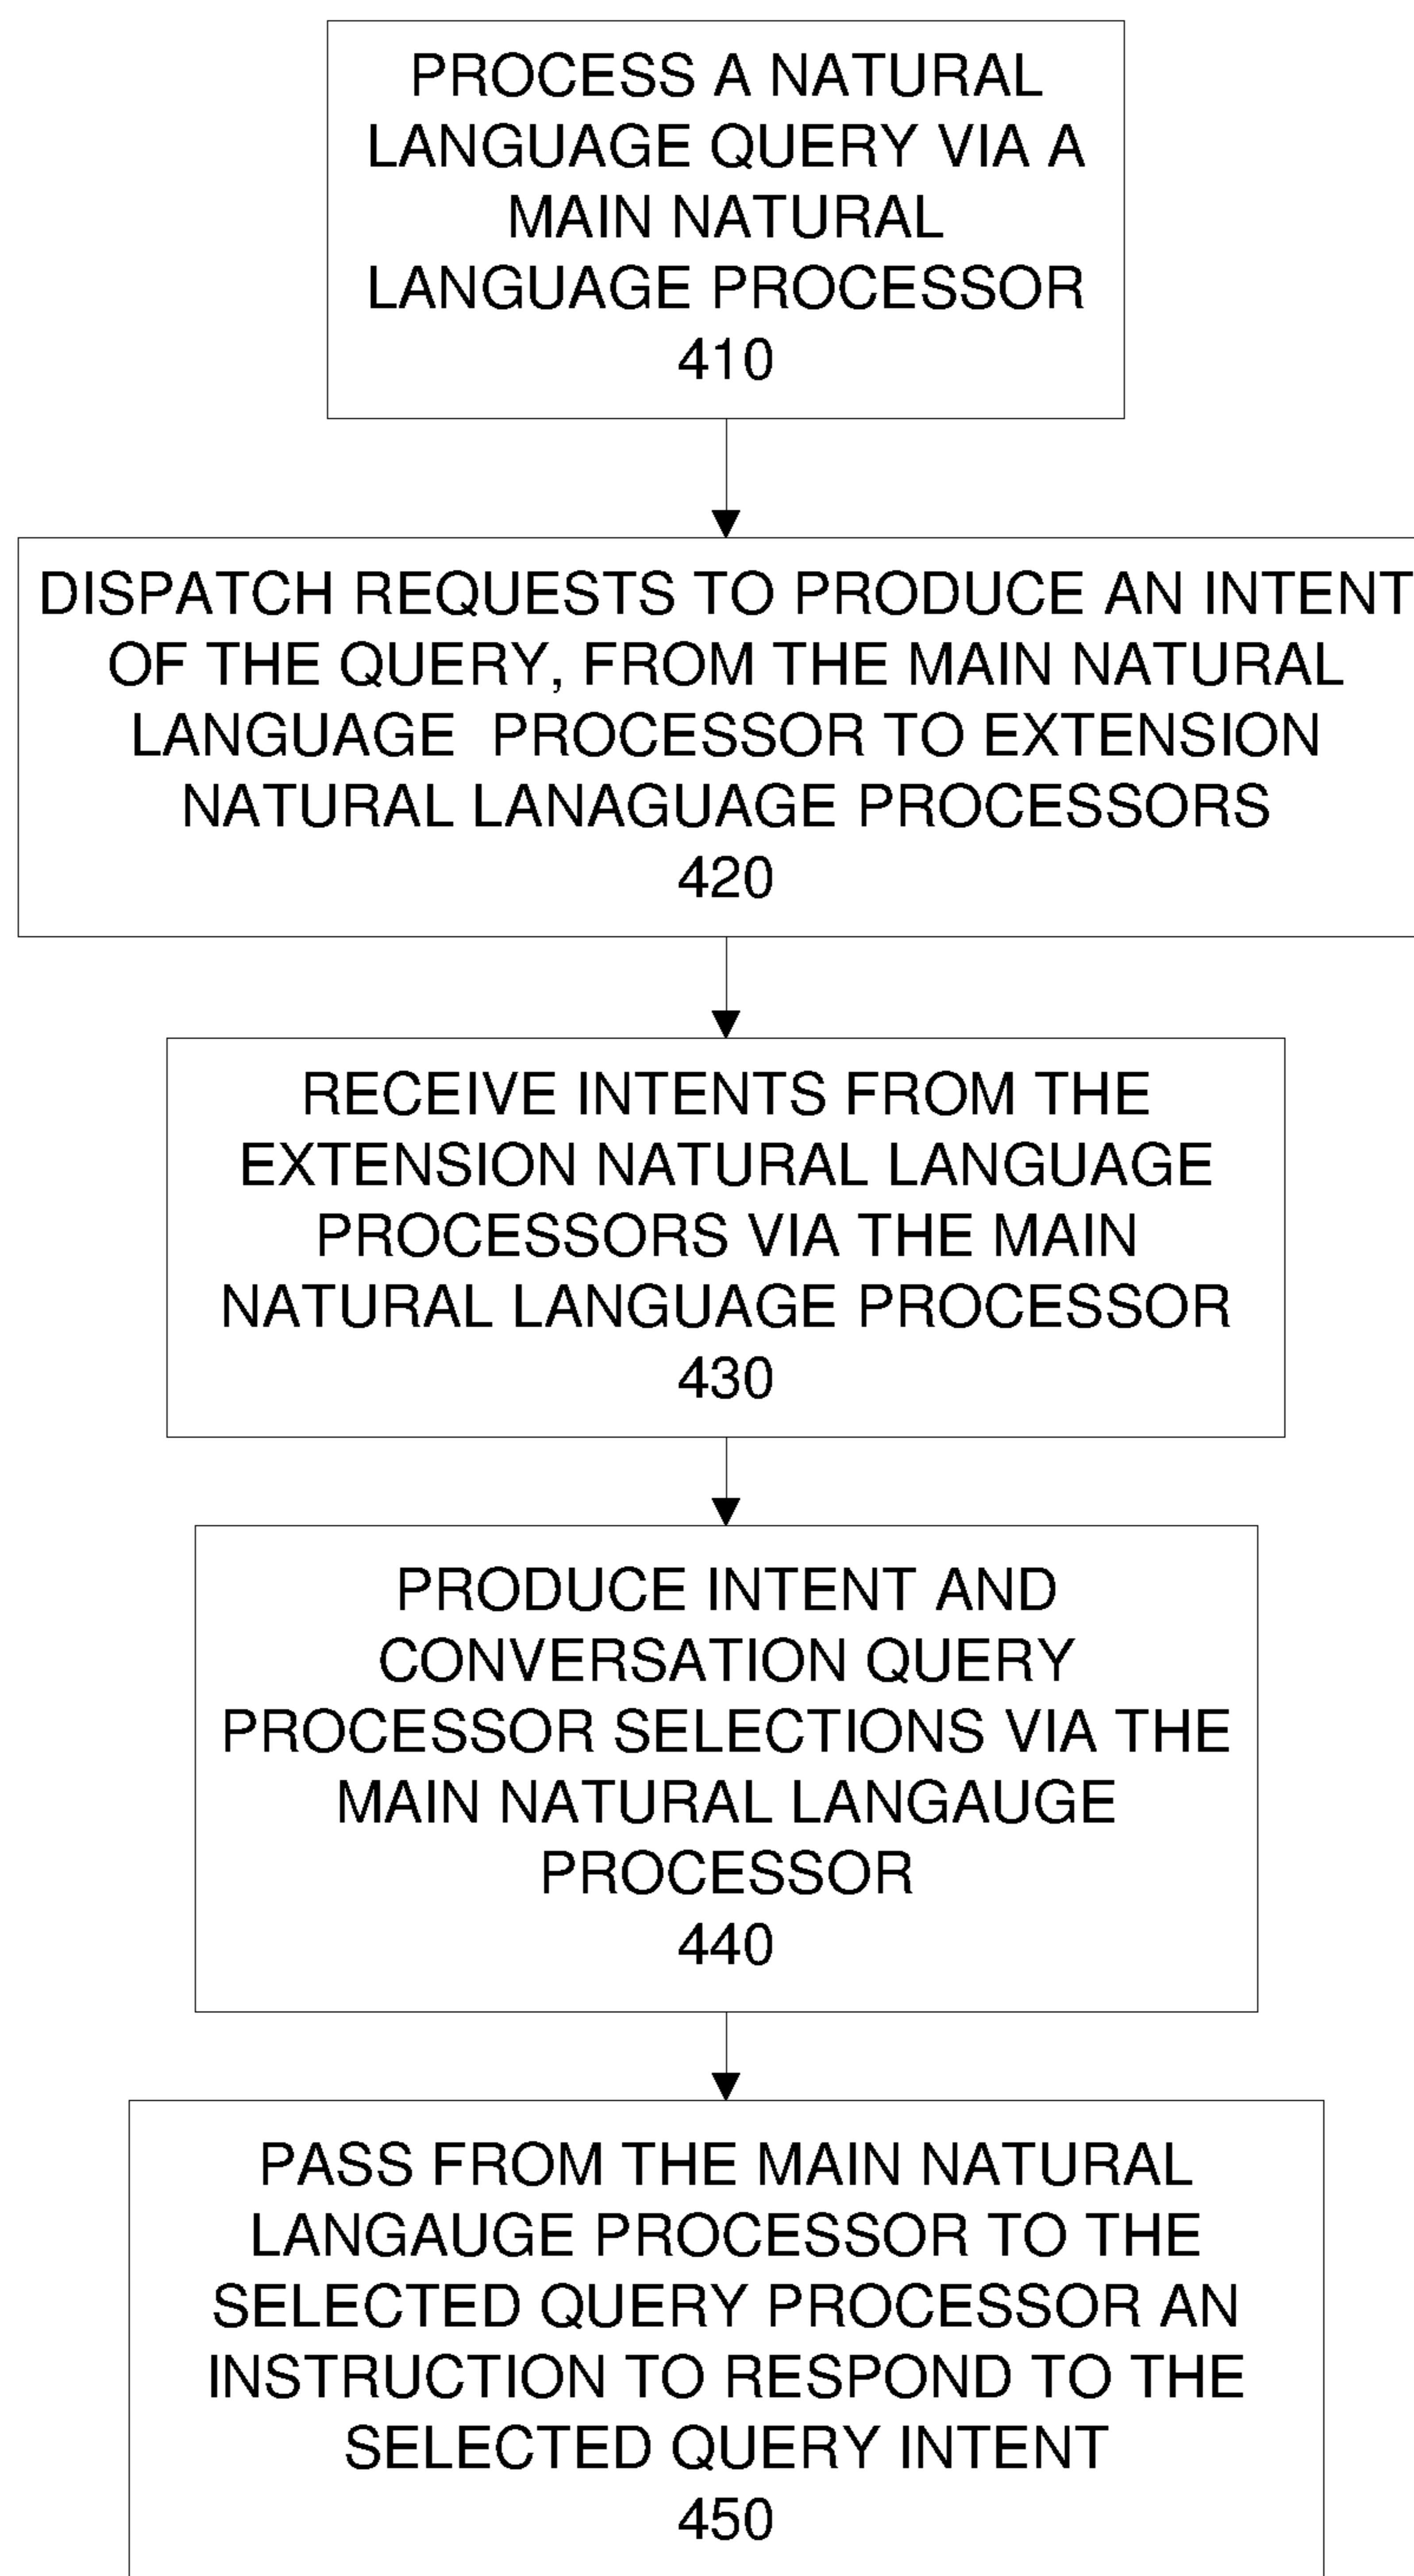 PROCESS A NATURAL
LANGUAGE QUERY VIA A
MAIN NATURAL
LANGUAGE PROCESSOR
410
DISPATCH REQUESTS TO PRODUCE AN INTENT
OF THE QUERY, FROM THE MAIN NATURAL
LANGUAGE PROCESSOR TO EXTENSION
NATURAL LANAGUAGE PROCESSORS
420
RECEIVE INTENTS FROM THE
EXTENSION NATURAL LANGUAGE
PROCESSORS VIA THE MAIN
NATURAL LANGUAGE PROCESSOR
430
PRODUCE INTENT AND
CONVERSATION QUERY
PROCESSOR SELECTIONS VIA THE
MAIN NATURAL LANGAUGE
PROCESSOR
440
PASS FROM THE MAIN NATURAL
LANGAUGE PROCESSOR TO THE
SELECTED QUERY PROCESSOR AN
INSTRUCTION TO RESPOND TO THE
SELECTED QUERY INTENT
450